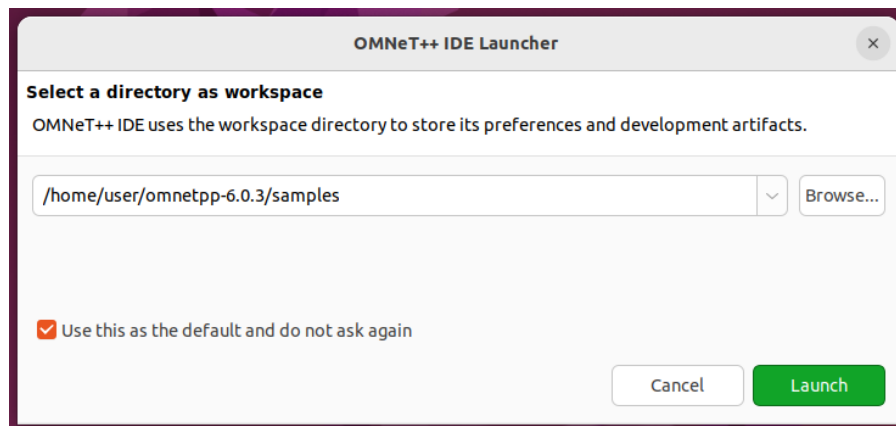 OMNeT++ IDE Launcher
Select a directory as workspace
OMNeT++ IDE uses the workspace directory to store its preferences and development artifacts.
/home/user/omnetpp-6.0.3/samples
Browse...
Use this as the default and do not ask again
Cancel
Launch